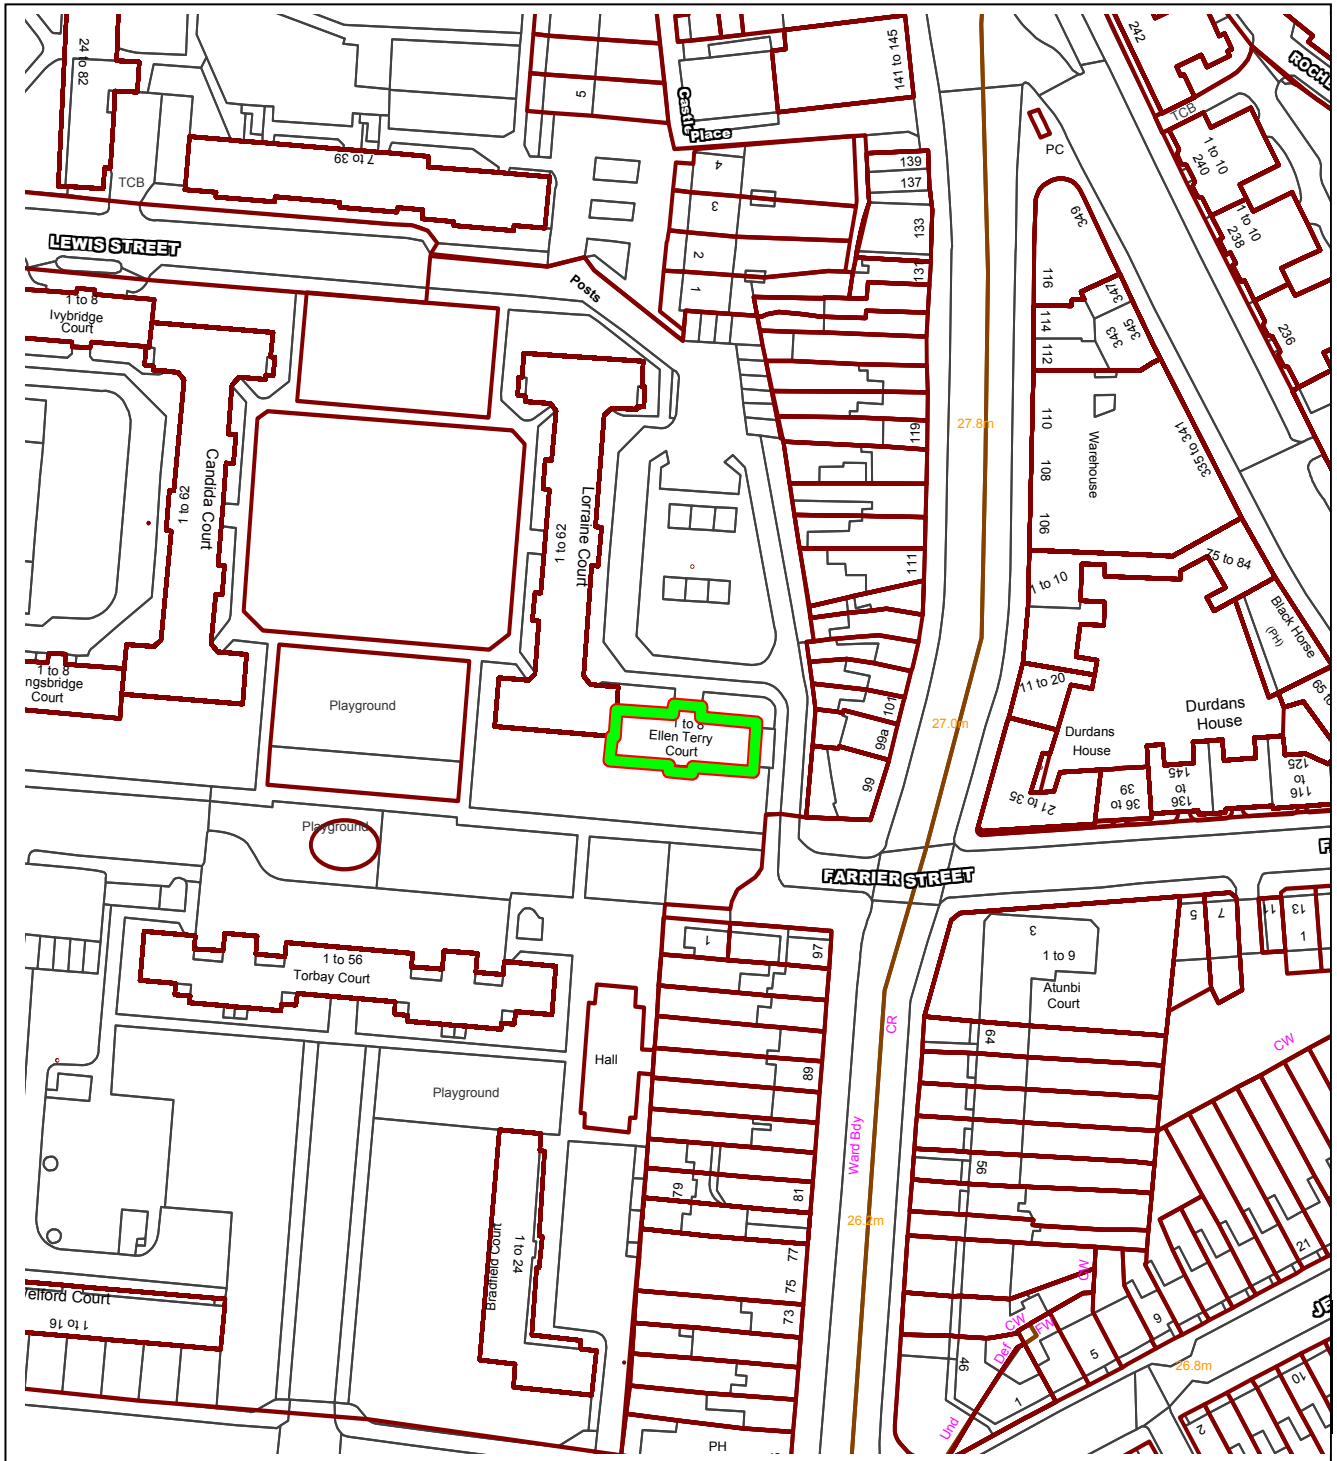 24 to 82
5
Castle
Place
141 to 145
242
ROCHE
TCB
1 to 10
240
PC
7 to 39
TCB
LEWIS STREET
Posts
4
3
2
1
139
137
133
131
349
347
345
343
116
114
112
1 to 10
238
236
1 to 8
Ivybridge
Court
27.8m
119
110
108
106
Warehouse
335 to 341
Candida Court
1 to 62
Lorraine Court
1 to 62
111
75 to 84
1 to 10
Black Horse
(PH)
65 to
1 to 8
ngsbridge
Court
Playground
1 to 8
Ellen Terry
Court
101
99a
99
27.0m
11 to 20
Durdans
House
Durdans
House
21 to 35
36 to 39
136 to 145
116 to 125
Playground
FARRIER STREET
F
1 to 56
Torbay Court
1
97
3
1 to 9
Atunbi
Court
5
7
11
13
1
CR
CW
64
Hall
89
Playground
Ward Bdy
56
79
81
26.2m
Bradfield Court
1 to 24
77
75
73
CW
CW
FW
Def
Und
46
1
5
9
21
JE
26.8m
10
2
elford Court
1 to 16
PH